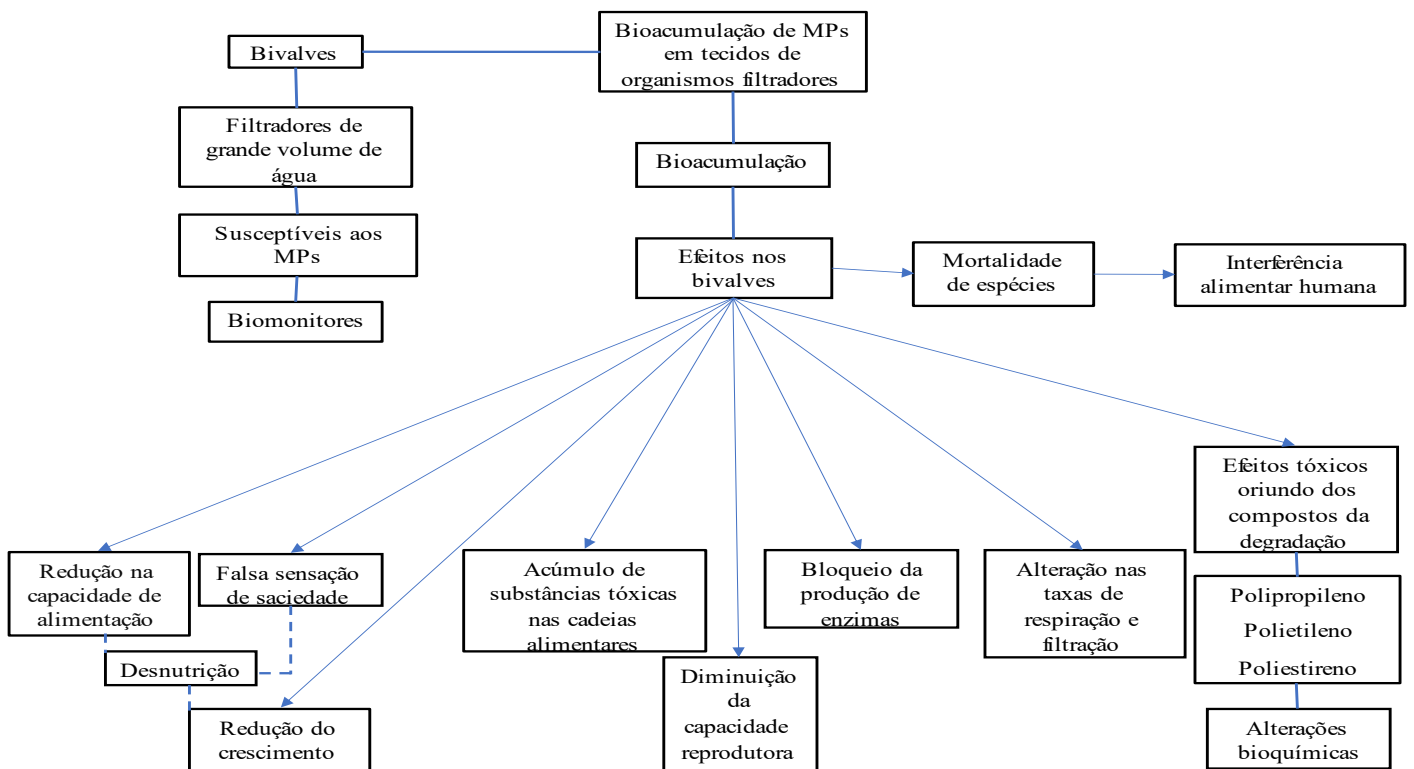 Bioacumulação de MPs
em tecidos de
organismos filtradores
Bivalves
Filtradores de
grande volume de
água
Bioacumulação
Susceptíveis aos
MPs
Efeitos nos
bivalves
Mortalidade
de espécies
Interferência
alimentar humana
Biomonitores
Efeitos tóxicos
oriundo dos
compostos da
degradação
Redução na
capacidade de
alimentação
Falsa sensação
de saciedade
Acúmulo de
substâncias tóxicas
nas cadeias
alimentares
Bloqueio da
produção de
enzimas
Alteração nas
taxas de
respiração e
filtração
Polipropileno
Polietileno
Poliestireno
Desnutrição
Diminuição
da
capacidade
reprodutora
Redução do
crescimento
Alterações
bioquímicas